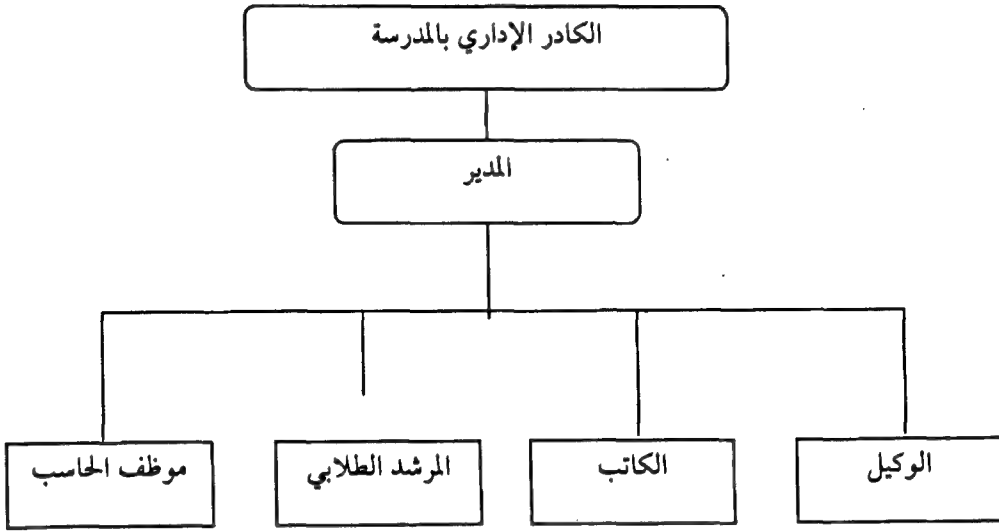 الكادر الإداري بالمدرسة
المدير
الوكيل
الكاتب
المرشد الطلابي
موظف الحاسب